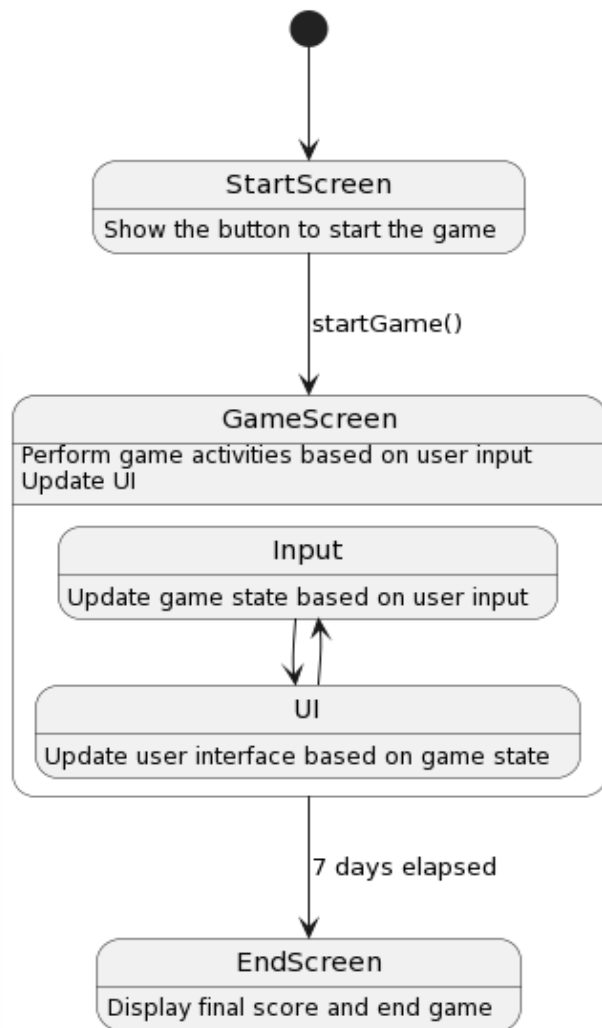 StartScreen
Show the button to start the game
startGame()
GameScreen
Perform game activities based on user input
Update UI
Input
Update game state based on user input
UI
Update user interface based on game state
7 days elapsed
EndScreen
Display final score and end game